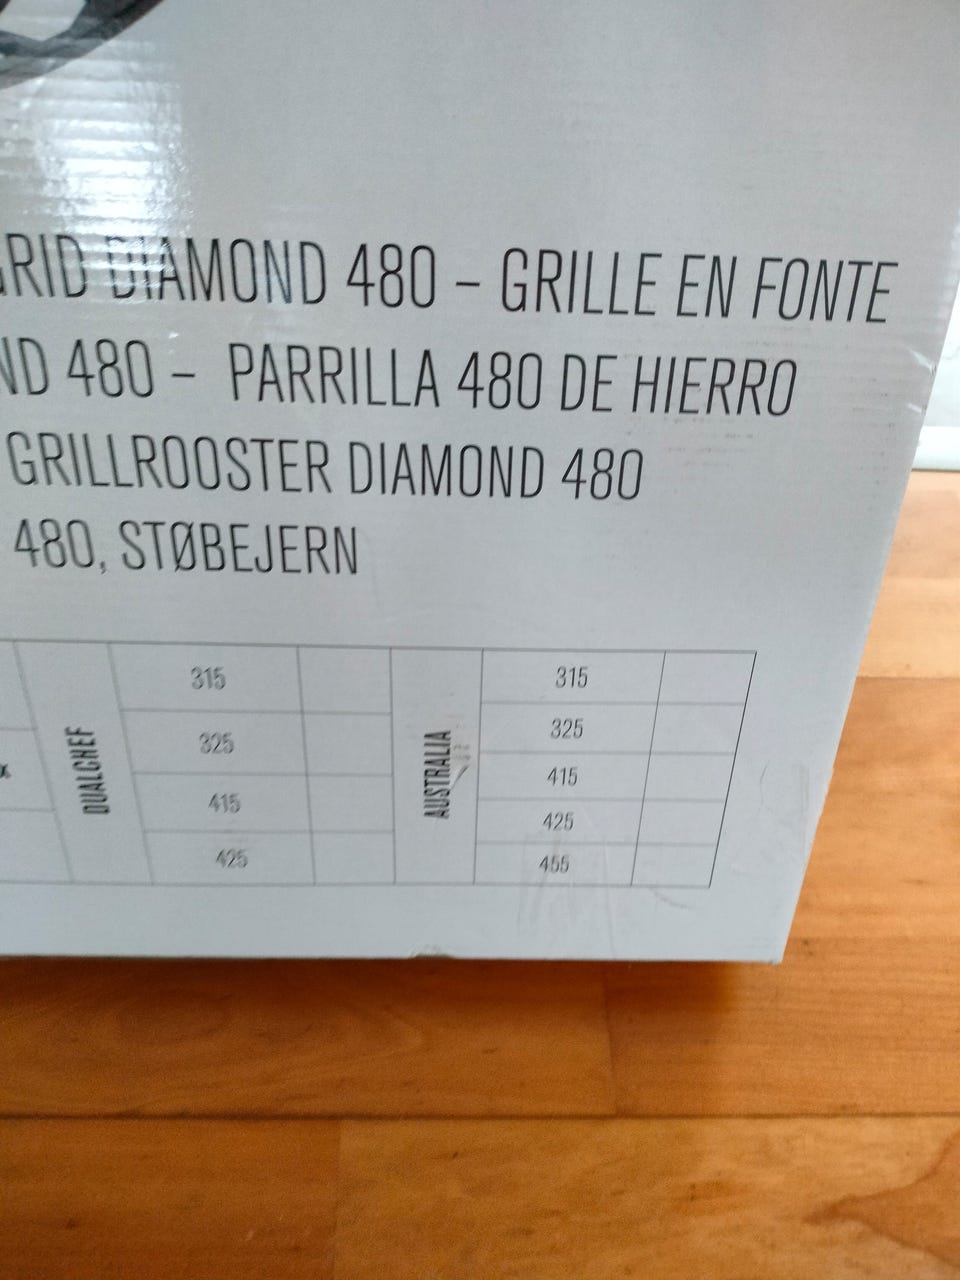 GRID DIAMOND 480 – GRILLE EN FONTE
480 – PARRILLA 480 DE HIERRO
GRILLROOSTER DIAMOND 480
480, STØBEJERN
DUALCHEF
315
325
415
425
AUSTRALIA
315
325
415
425
455